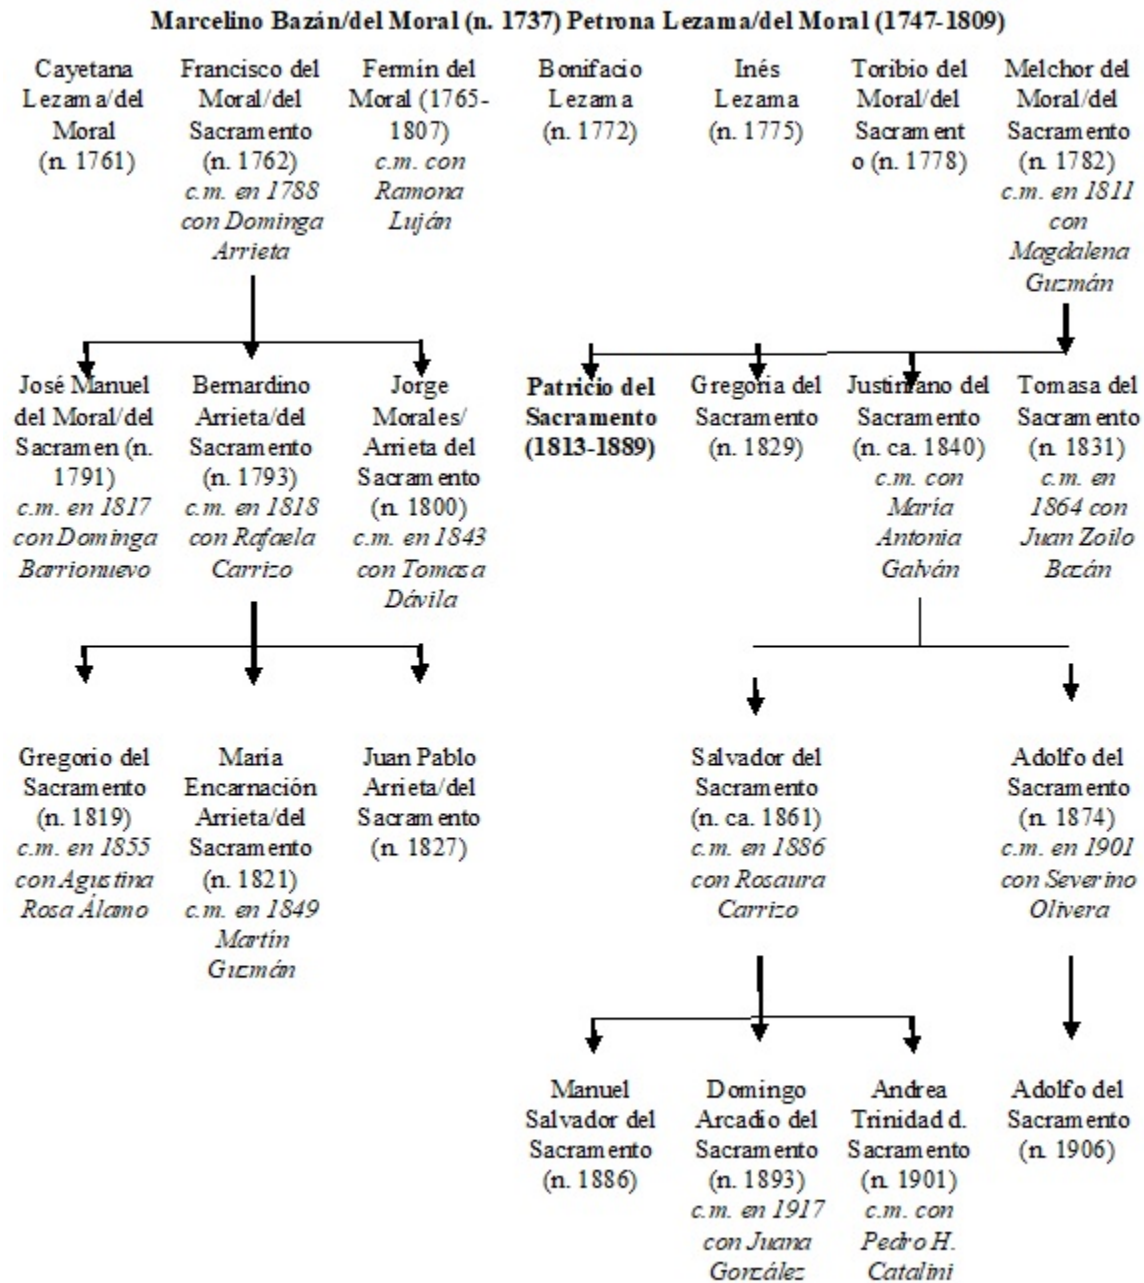 Marcelino Bazán/del Moral (n. 1737) Petrona Lezama/del Moral (1747-1809)
Cayetana
Lezama/del
Moral
(n. 1761)
Francisco del
Moral/del
Sacramento
(n. 1762)
c.m. en 1788
con Dominga
Arrieta
Fermín del
Moral (1765-
1807)
c.m. con
Ramona
Luján
Bonifacio
Lezama
(n. 1772)
Inés
Lezama
(n. 1775)
Toribio del
Moral/del
Sacrament
o (n. 1778)
Melchor del
Moral/del
Sacramento
(n. 1782)
c.m. en 1811
con
Magdalena
Guzmán
José Manuel
del Moral/del
Sacramen (n.
1791)
c.m. en 1817
con Dominga
Barrionuevo
Bernardino
Arrieta/del
Sacramento
(n. 1793)
c.m. en 1818
con Rafaela
Carrizo
Jorge
Morales/
Arrieta del
Sacramento
(n. 1800)
c.m. en 1843
con Tomasa
Dávila
Patricio del
Sacramento
(1813-1889)
Gregoria del
Sacramento
(n. 1829)
Justiniano del
Sacramento
(n. ca. 1840)
c.m. con
María
Antonia
Galván
Tomasa del
Sacramento
(n. 1831)
c.m. en
1864 con
Juan Zoilo
Bazán
Gregorio del
Sacramento
(n. 1819)
c.m. en 1855
con Agustina
Rosa Álamo
María
Encarnación
Arrieta/del
Sacramento
(n. 1821)
c.m. en 1849
Martín
Guzmán
Juan Pablo
Arrieta/del
Sacramento
(n. 1827)
Salvador del
Sacramento
(n. ca. 1861)
c.m. en 1886
con Rosaura
Carrizo
Adolfo del
Sacramento
(n. 1874)
c.m. en 1901
con Severino
Olivera
Manuel
Salvador del
Sacramento
(n. 1886)
Domingo
Arcadio del
Sacramento
(n. 1893)
c.m. en 1917
con Juana
González
Andrea
Trinidad d.
Sacramento
(n. 1901)
c.m. con
Pedro H.
Catalini
Adolfo del
Sacramento
(n. 1906)